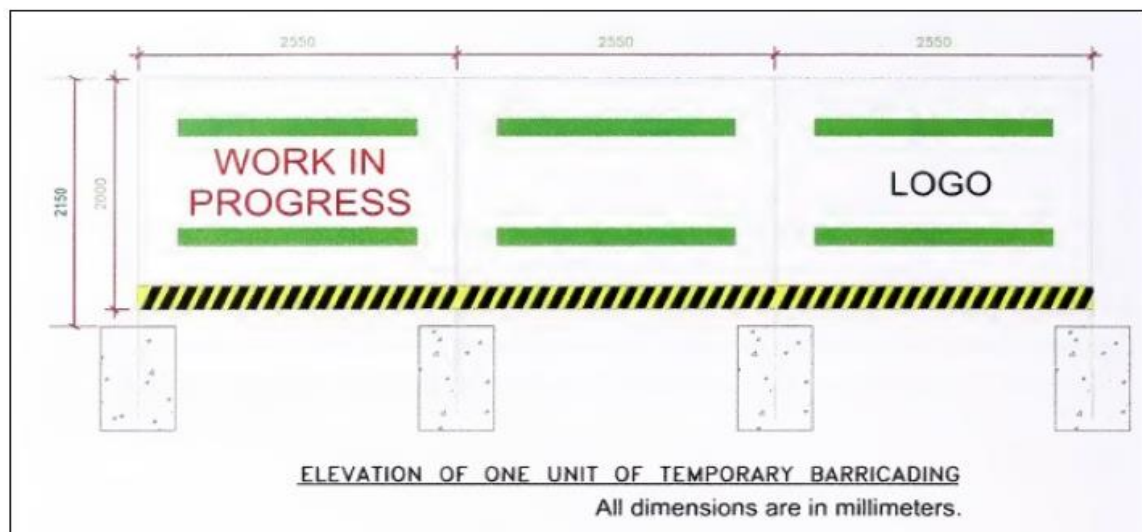 2550 2550 2550
2150
2000
WORK IN
PROGRESS
LOGO
ELEVATION OF ONE UNIT OF TEMPORARY BARRICADING
All dimensions are in millimeters.